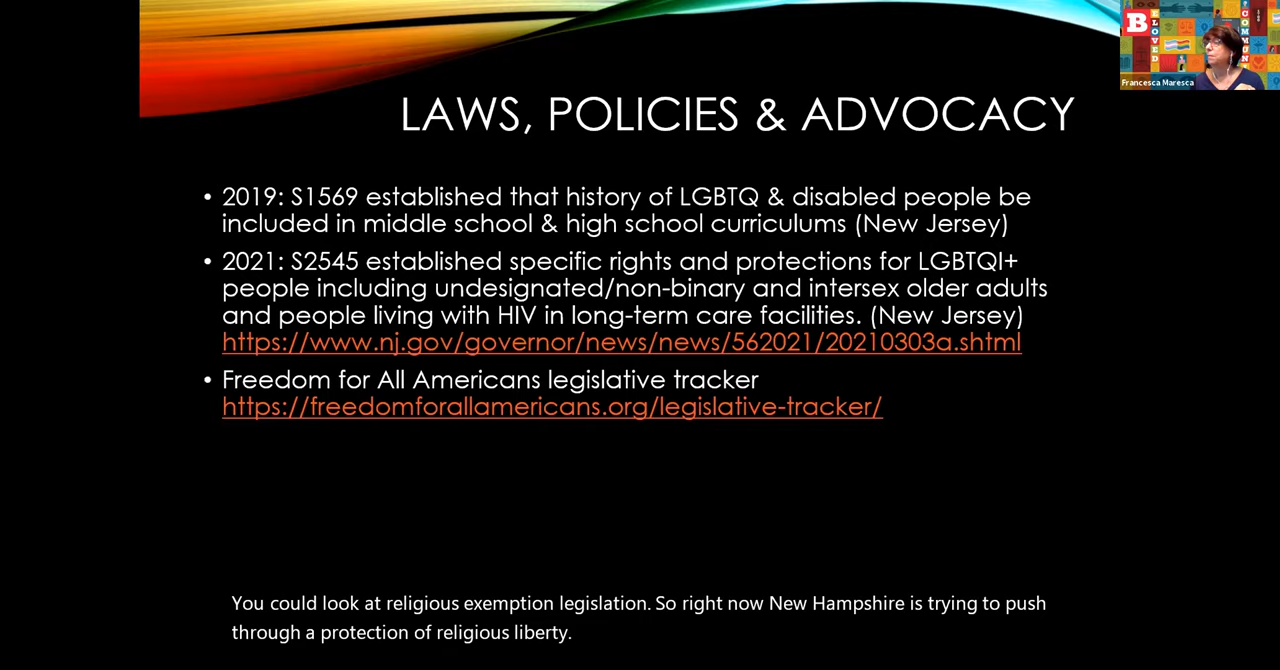 LAWS, POLICIES & ADVOCACY
B
ELOVED
COMMUN
Francesca Maresca
• 2019: S1569 established that history of LGBTQ & disabled people be
included in middle school & high school curriculums (New Jersey)
• 2021: S2545 established specific rights and protections for LGBTQI+
people including undesignated/non-binary and intersex older adults
and people living with HIV in long-term care facilities. (New Jersey)
https://www.nj.gov/governor/news/news/562021/20210303a.shtml
• Freedom for All Americans legislative tracker
https://freedomforallamericans.org/legislative-tracker/
You could look at religious exemption legislation. So right now New Hampshire is trying to push
through a protection of religious liberty.